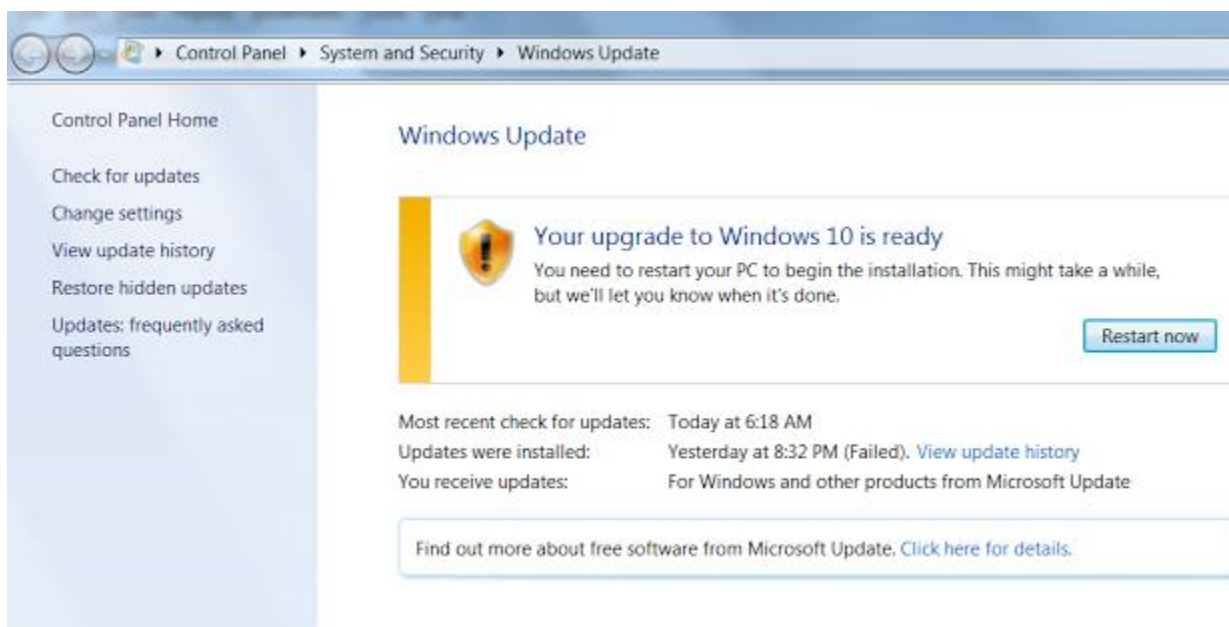 Control Panel ▸ System and Security ▸ Windows Update
Control Panel Home
Check for updates
Change settings
View update history
Restore hidden updates
Updates: frequently asked
questions
Windows Update
Your upgrade to Windows 10 is ready
You need to restart your PC to begin the installation. This might take a while,
but we'll let you know when it's done.
Restart now
Most recent check for updates: Today at 6:18 AM
Updates were installed: Yesterday at 8:32 PM (Failed). View update history
You receive updates: For Windows and other products from Microsoft Update
Find out more about free software from Microsoft Update. Click here for details.